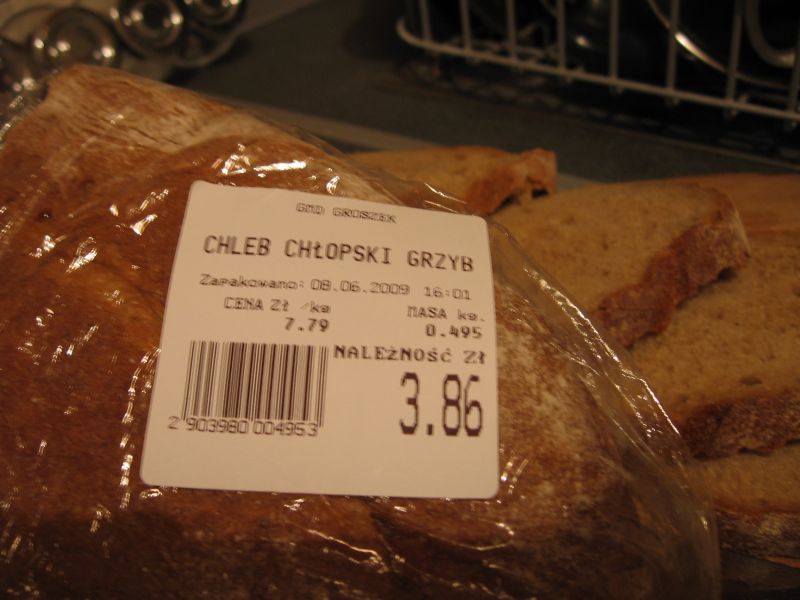 GMD GROSZEK
CHLEB CHŁOPSKI GRZYB
Zapakowano: 08.06.2009 16:01
CENA Zł /kg MASA kg.
7.79 0.495
NALEŻNOŚĆ Zł
3.86
2 903980 004953